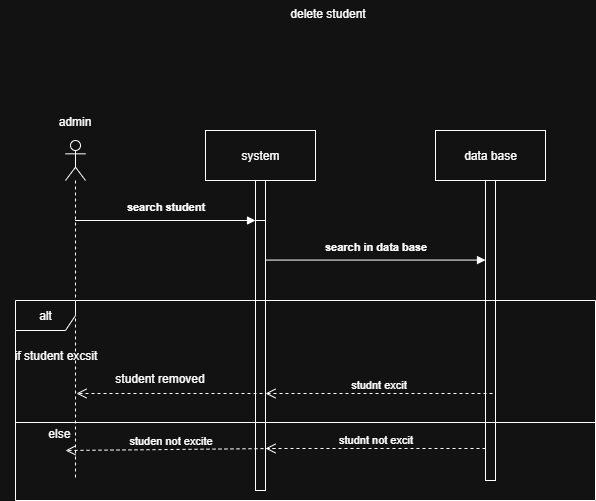 delete student
admin
system
data base
search student
search in data base
alt
if student excsit
student removed
studnt excit
else
studen not excite
studnt not excit